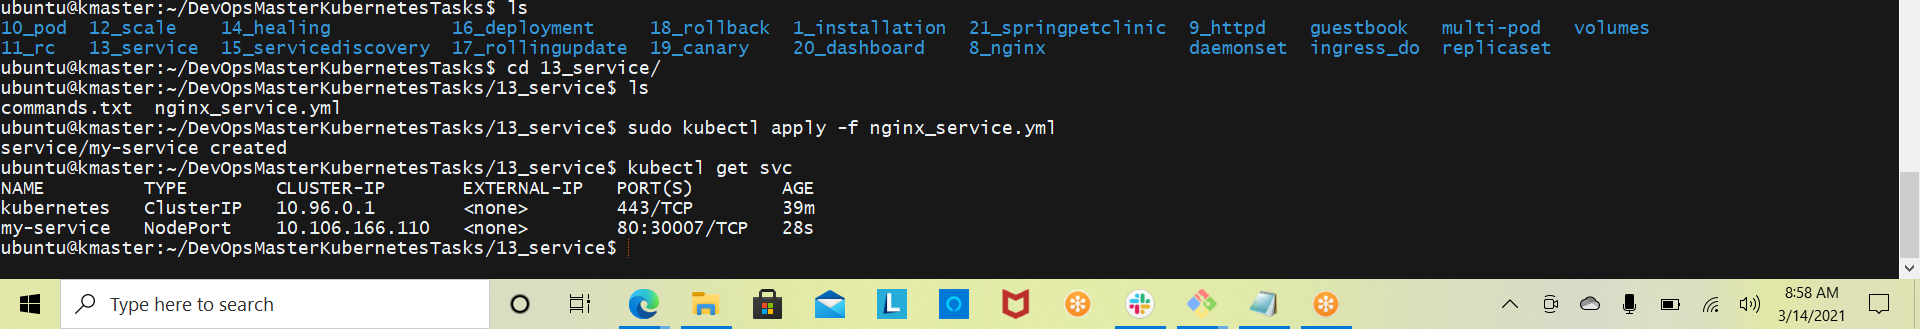 ubuntu@kmaster:~/DevOpsMasterKubernetesTasks$ ls
10_pod  12_scale    14_healing           16_deployment     18_rollback  1_installation  21_springpetclinic  9_httpd    guestbook   multi-pod   volumes
11_rc   13_service  15_servicediscovery  17_rollingupdate  19_canary    20_dashboard    8_nginx             daemonset  ingress_do  replicaset
ubuntu@kmaster:~/DevOpsMasterKubernetesTasks$ cd 13_service/
ubuntu@kmaster:~/DevOpsMasterKubernetesTasks/13_service$ ls
commands.txt  nginx_service.yml
ubuntu@kmaster:~/DevOpsMasterKubernetesTasks/13_service$ sudo kubectl apply -f nginx_service.yml
service/my-service created
ubuntu@kmaster:~/DevOpsMasterKubernetesTasks/13_service$ kubectl get svc
NAME         TYPE        CLUSTER-IP       EXTERNAL-IP   PORT(S)        AGE
kubernetes   ClusterIP   10.96.0.1        <none>        443/TCP        39m
my-service   NodePort    10.106.166.110   <none>        80:30007/TCP   28s
ubuntu@kmaster:~/DevOpsMasterKubernetesTasks/13_service$
Type here to search
L
8:58 AM
3/14/2021